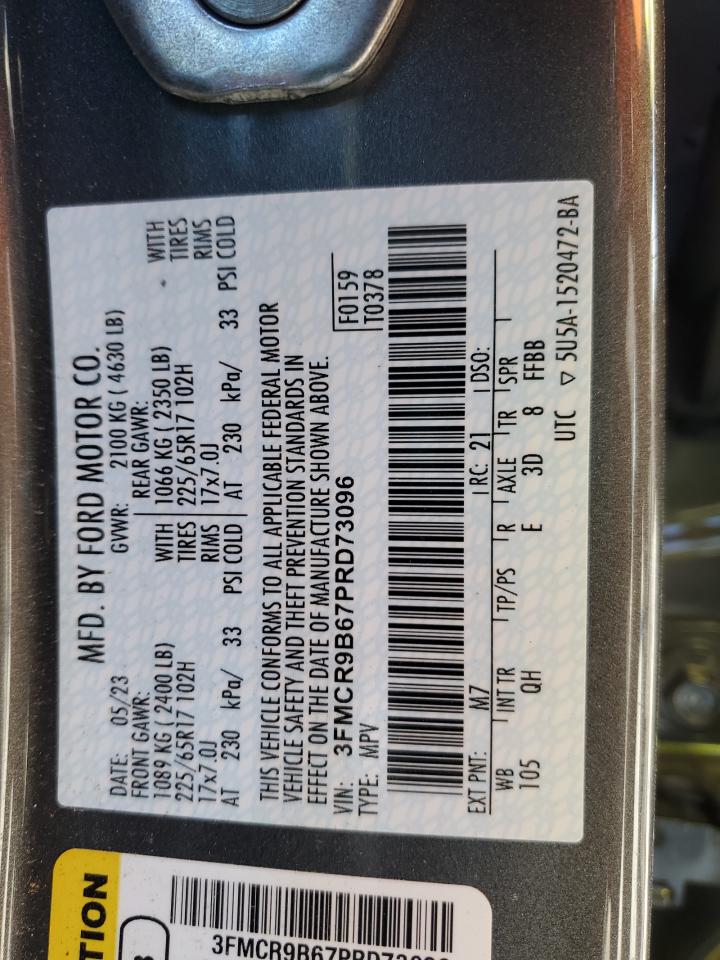 MFD. BY FORD MOTOR CO.
DATE: 05/23 GVWR: 2100 KG ( 4630 LB)
FRONT GAWR: REAR GAWR:
1089 KG ( 2400 LB) WITH 1066 KG ( 2350 LB) WITH
225/65R17 102H TIRES 225/65R17 102H TIRES
17x7.0J RIMS 17x7.0J RIMS
AT 230 kPa/ 33 PSI COLD AT 230 kPa/ 33 PSI COLD
THIS VEHICLE CONFORMS TO ALL APPLICABLE FEDERAL MOTOR
VEHICLE SAFETY AND THEFT PREVENTION STANDARDS IN
EFFECT ON THE DATE OF MANUFACTURE SHOWN ABOVE.
VIN: 3FMCR9B67PRD73096 F0159
TYPE: MPV T0378
EXT PNT: M7 RC: 21 DSO:
WB INT TR TP/PS R AXLE TR SPR
105 QH E 3D 8 FFBB
UTC ▽ 5U5A-1520472-BA
TION
3FMCR9B67PRD73096